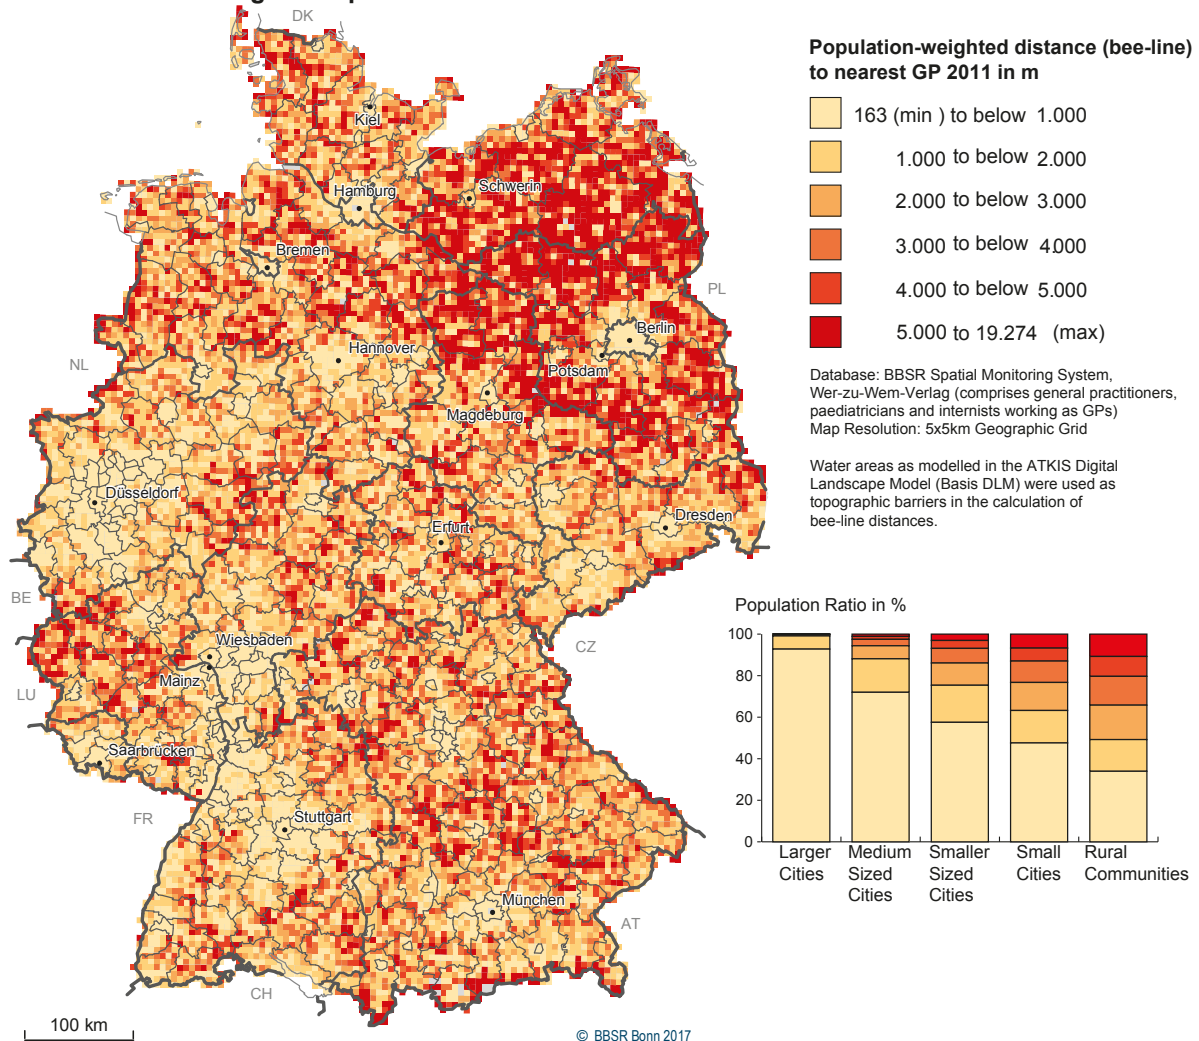 DK
Kiel
Hamburg
Schwerin
Bremen
PL
Berlin
Hannover
Potsdam
NL
Magdeburg
Düsseldorf
Dresden
Erfurt
BE
Wiesbaden
CZ
Mainz
LU
Saarbrücken
FR
Stuttgart
München
AT
CH
100 km
© BBSR Bonn 2017
Population-weighted distance (bee-line)
to nearest GP 2011 in m
163 (min ) to below 1.000
1.000 to below 2.000
2.000 to below 3.000
3.000 to below 4.000
4.000 to below 5.000
5.000 to 19.274 (max)
Database: BBSR Spatial Monitoring System,
Wer-zu-Wem-Verlag (comprises general practitioners,
paediatricians and internists working as GPs)
Map Resolution: 5x5km Geographic Grid
Water areas as modelled in the ATKIS Digital
Landscape Model (Basis DLM) were used as
topographic barriers in the calculation of
bee-line distances.
Population Ratio in %
100
80
60
40
20
0
Larger
Cities
Medium
Sized
Cities
Smaller
Sized
Cities
Small
Cities
Rural
Communities